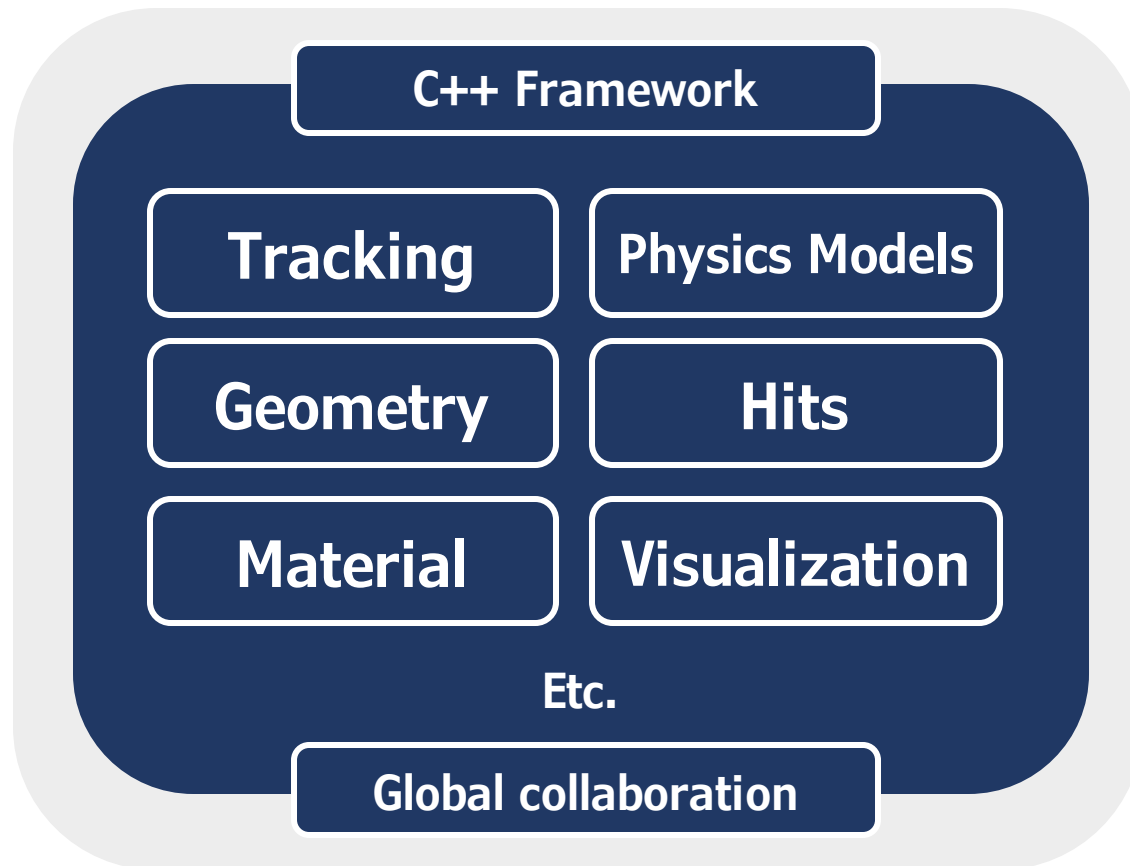 C++ Framework
Tracking
Physics Models
Geometry
Hits
Material
Visualization
Etc.
Global collaboration